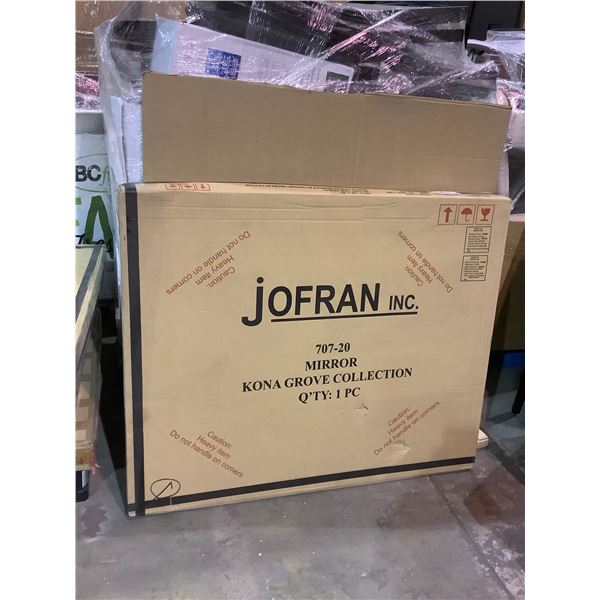 BC
jOFRAN INC.
707-20
MIRROR
KONA GROVE COLLECTION
Q'TY: 1 PC
Caution:
Heavy item
Do not handle on corners
Caution:
Heavy item
Do not handle on corners
Caution:
Heavy item
Do not handle on corners
Caution:
Heavy item
Do not handle on corners